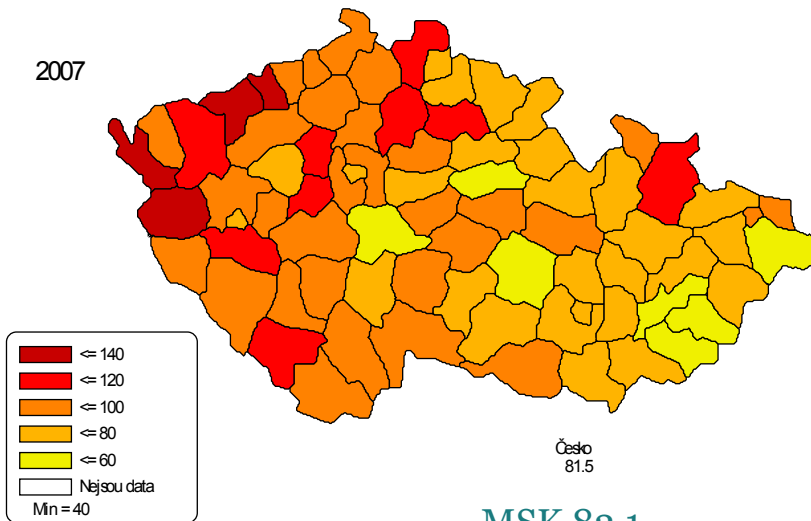 2007
<= 140
<= 120
<= 100
<= 80
<= 60
Nejsou data
Min = 40
Česko
81.5